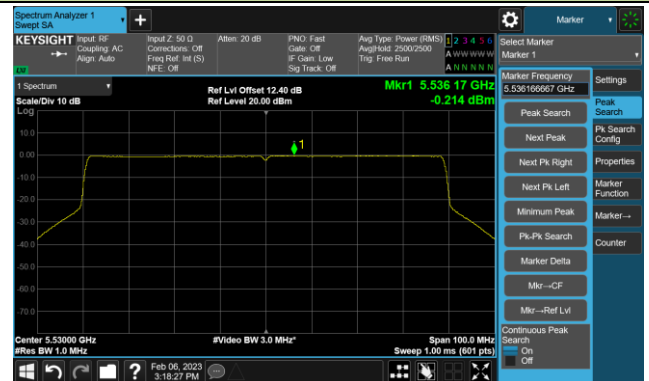 Spectrum Analyzer 1
Swept SA
Marker
KEYSIGHT
Input: RF
Coupling: AC
Align: Auto
Input Z: 50 Ω
Corrections: Off
Freq Ref: Int (S)
NFE: Off
Atten: 20 dB
PNO: Fast
Gate: Off
IF Gain: Low
Sig Track: Off
Avg Type: Power (RMS)
Avg|Hold: 2500/2500
Trig: Free Run
1 2 3 4 5 6
A W W W W W
A N N N N N
LXI
Select Marker
Marker 1
1 Spectrum
Scale/Div 10 dB
Ref Lvl Offset 12.40 dB
Ref Level 20.00 dBm
Mkr1 5.536 17 GHz
-0.214 dBm
Log
10.0
0.00
-10.0
-20.0
-30.0
-40.0
-50.0
-60.0
-70.0
1
Center 5.53000 GHz
#Res BW 1.0 MHz
#Video BW 3.0 MHz*
Span 100.0 MHz
Sweep 1.00 ms (601 pts)
Marker Frequency
5.536166667 GHz
Peak Search
Next Peak
Next Pk Right
Next Pk Left
Minimum Peak
Pk-Pk Search
Marker Delta
Mkr→CF
Mkr→Ref Lvl
Continuous Peak
Search
On
Off
Settings
Peak
Search
Pk Search
Config
Properties
Marker
Function
Marker→
Counter
?
Feb 06, 2023
3:18:27 PM